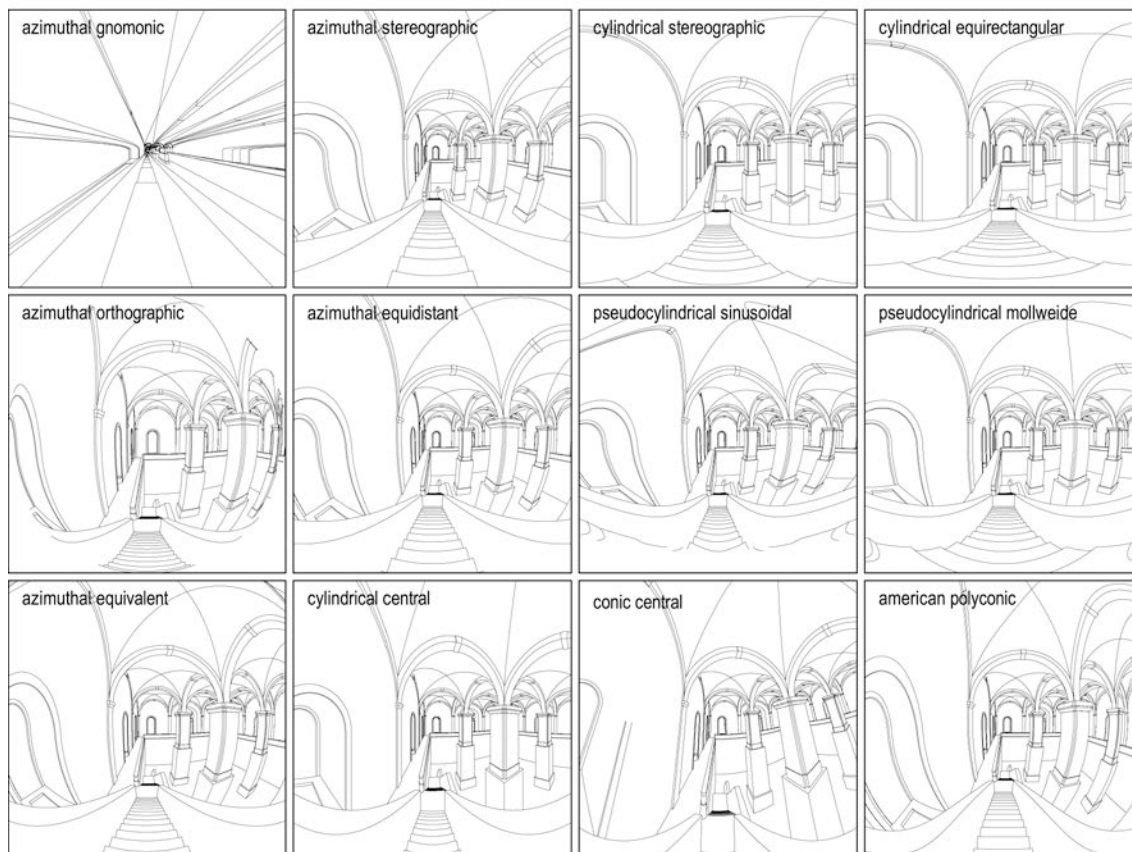 azimuthal gnomonic
azimuthal stereographic
cylindrical stereographic
cylindrical equirectangular
azimuthal orthographic
azimuthal equidistant
pseudocylindrical sinusoidal
pseudocylindrical mollweide
azimuthal equivalent
cylindrical central
conic central
american polyconic